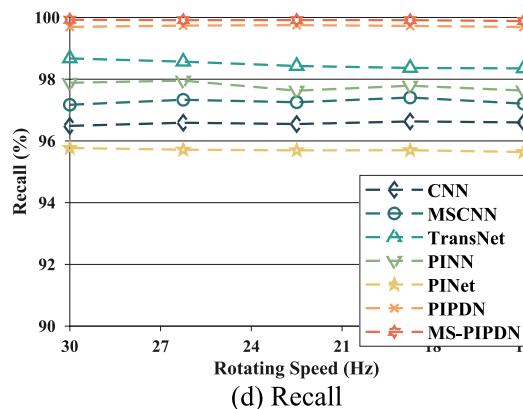 100
98
96
94
92
90
Recall (%)
CNN
MSCNN
TransNet
PINN
PINet
PIPDN
MS-PIPDN
30 27 24 21 18
Rotating Speed (Hz)
(d) Recall